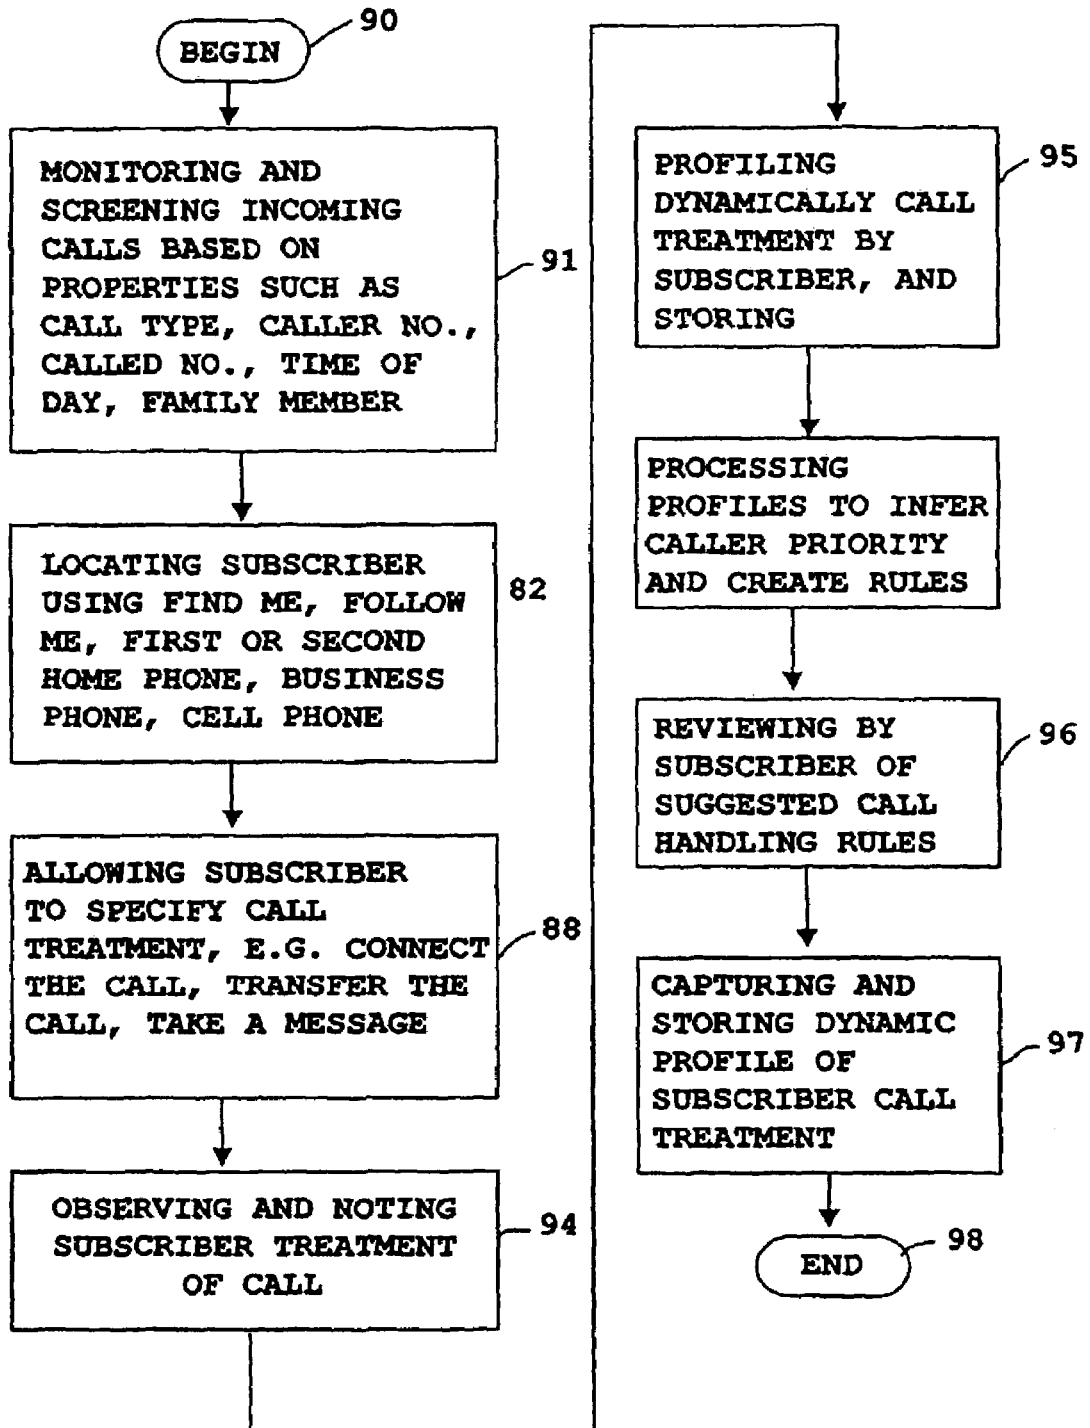 BEGIN
90
MONITORING AND
SCREENING INCOMING
CALLS BASED ON
PROPERTIES SUCH AS
CALL TYPE, CALLER NO.,
CALLED NO., TIME OF
DAY, FAMILY MEMBER
91
LOCATING SUBSCRIBER
USING FIND ME, FOLLOW
ME, FIRST OR SECOND
HOME PHONE, BUSINESS
PHONE, CELL PHONE
82
ALLOWING SUBSCRIBER
TO SPECIFY CALL
TREATMENT, E.G. CONNECT
THE CALL, TRANSFER THE
CALL, TAKE A MESSAGE
88
OBSERVING AND NOTING
SUBSCRIBER TREATMENT
OF CALL
94
PROFILING
DYNAMICALLY CALL
TREATMENT BY
SUBSCRIBER, AND
STORING
95
PROCESSING
PROFILES TO INFER
CALLER PRIORITY
AND CREATE RULES
REVIEWING BY
SUBSCRIBER OF
SUGGESTED CALL
HANDLING RULES
96
CAPTURING AND
STORING DYNAMIC
PROFILE OF
SUBSCRIBER CALL
TREATMENT
97
END
98